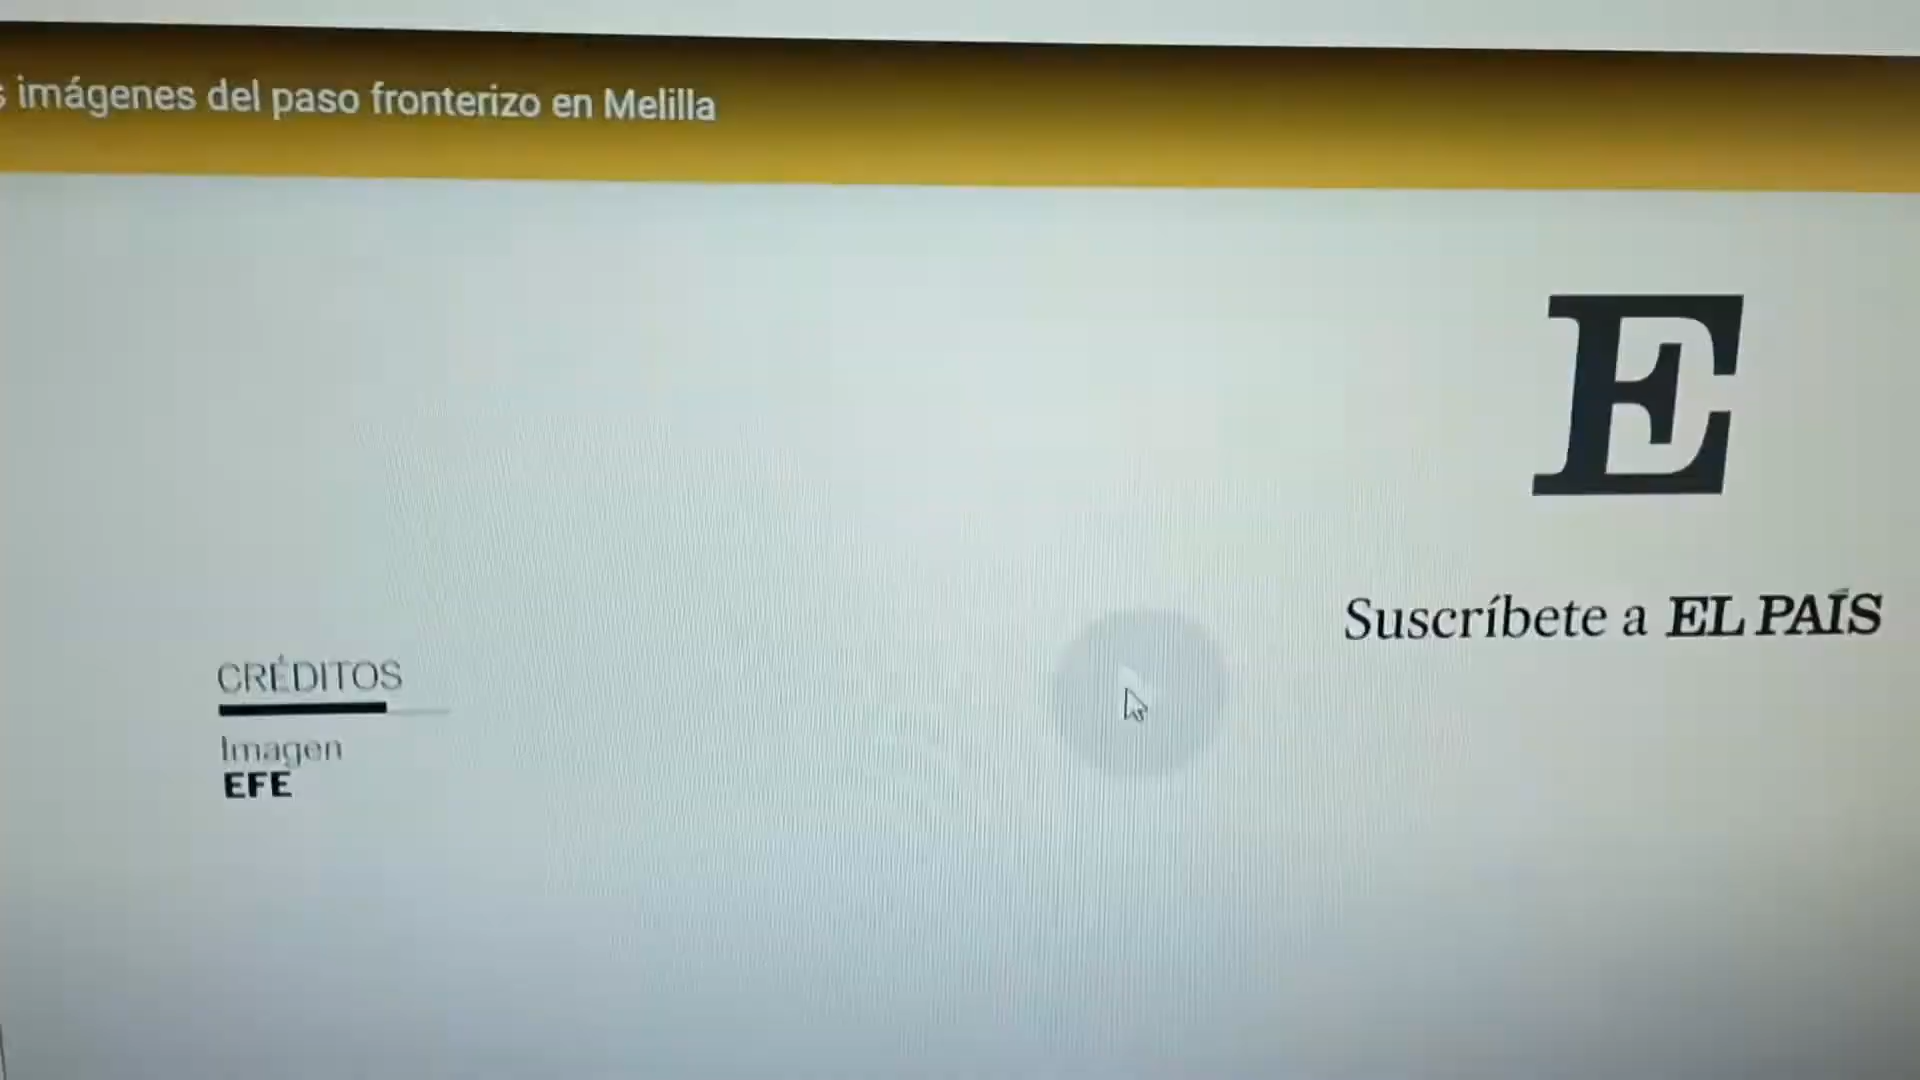 imágenes del paso fronterizo en Melilla
E
Suscríbete a EL PAÍS
CRÉDITOS
Imagen
EFE